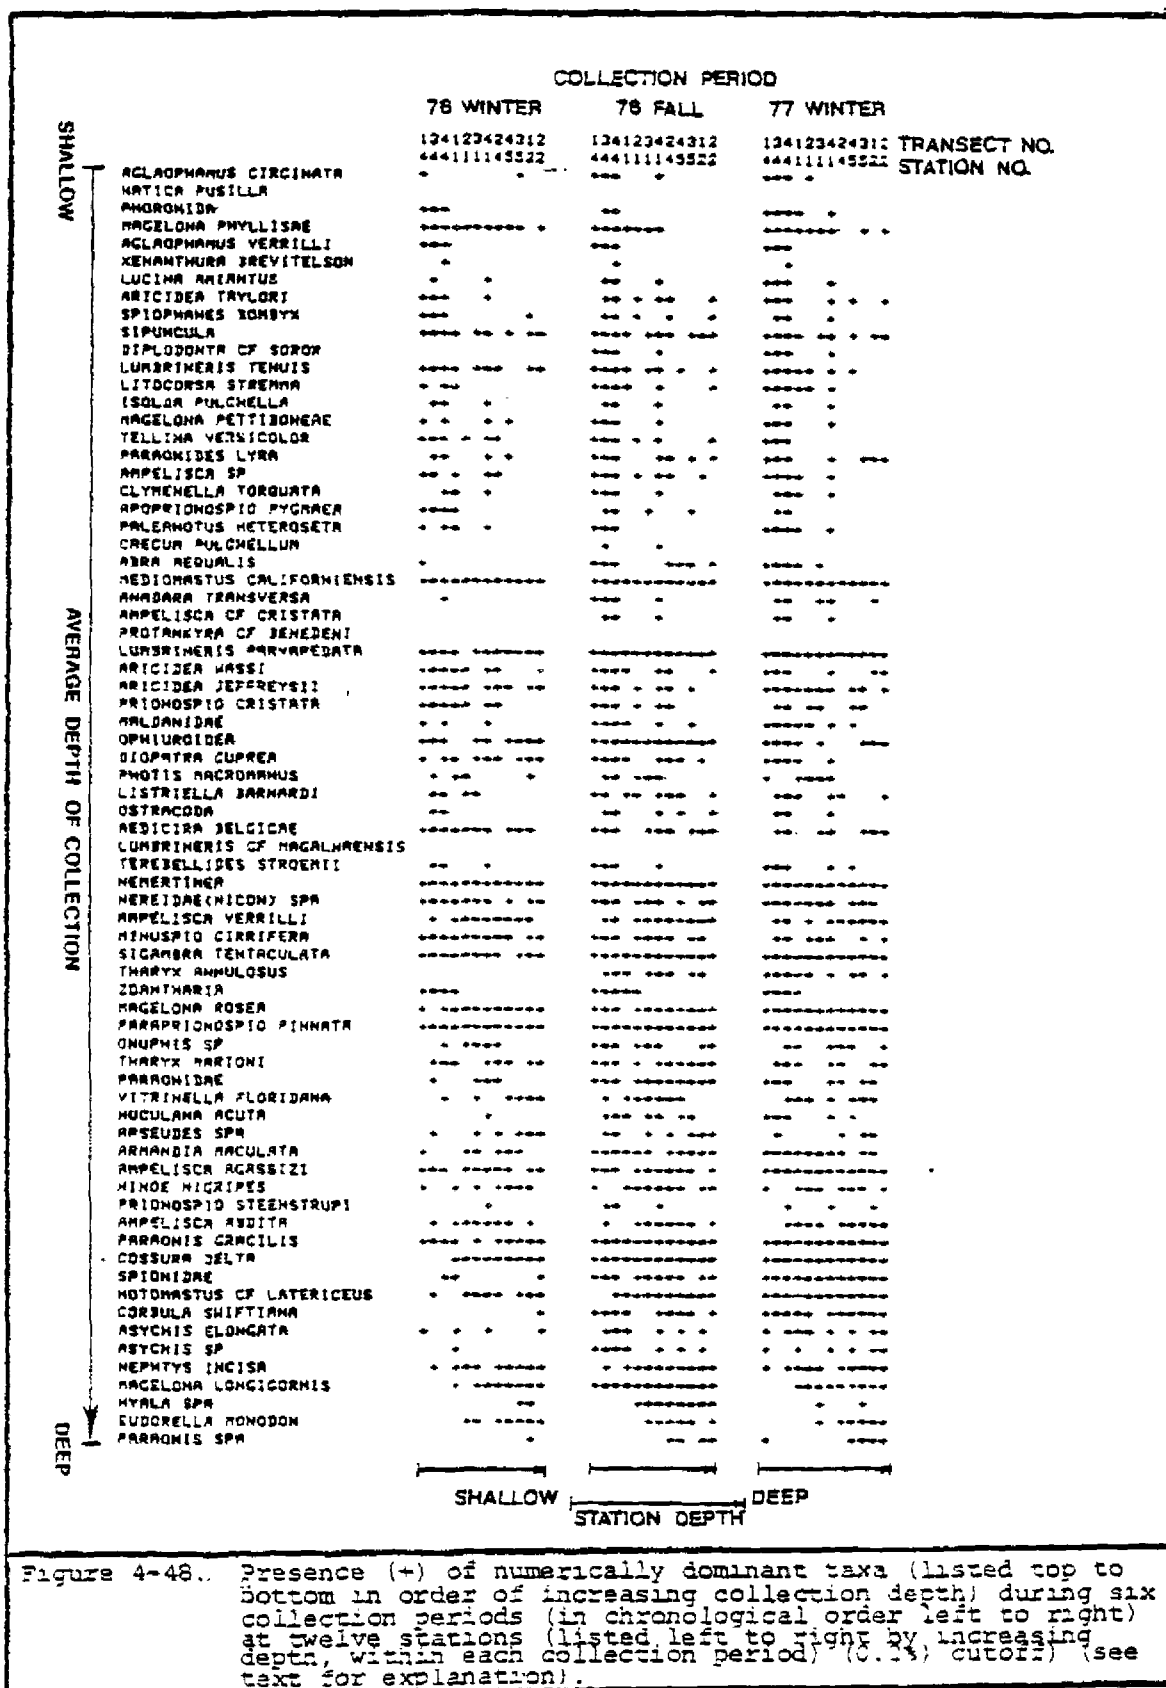 COLLECTION PERIOD
76 WINTER 76 FALL 77 WINTER
134123424312 134123424312 134123424312 TRANSECT NO.
444111145522 444111145522 444111145522 STATION NO.
SHALLOW
AVERAGE DEPTH OF COLLECTION
DEEP
AGLAOPHAMUS CIRCINATA
NATICA PUSILLA
PHORONIDA
MAGELONA PHYLLISAE
AGLAOPHAMUS VERRILLI
XENANTHURA BREVITELSON
LUCINA AMIANTUS
ARICIDEA TAYLORI
SPIOPHANES BOMBYX
SIPUNCULA
DIPLODONTA CF SOROR
LUMBRINERIS TENUIS
LITOCORSA STREMMA
ISOLDA PULCHELLA
MAGELONA PETTIBONEAE
TELLINA VERSICOLOR
PARAONIDES LYRA
AMPELISCA SP
CLYMENELLA TORQUATA
APOPRIONOSPIO PYGMAEA
PALEANOTUS HETEROSETA
CAECUM PULCHELLUM
ABRA AEQUALIS
MEDIOMASTUS CALIFORNIENSIS
ANADARA TRANSVERSA
AMPELISCA CF CRISTATA
PROTANKYRA CF BENEDENI
LUMBRINERIS PARVAPEDATA
ARICIDEA WASSI
ARICIDEA JEFFREYSII
PRIONOSPIO CRISTATA
MALDANIDAE
OPHIUROIDEA
DIOPATRA CUPREA
PHOTIS MACROMANUS
LISTRIELLA BARNARDI
OSTRACODA
AEDICIRA BELGICAE
LUMBRINERIS CF MAGALHAENSIS
TEREBELLIDES STROEMII
NEMERTINEA
NEREIDAE(NICON) SPA
AMPELISCA VERRILLI
MINUSPIO CIRRIFERA
SIGAMBRA TENTACULATA
THARYX ANNULOSUS
ZOANTHARIA
MAGELONA ROSEA
PARAPRIONOSPIO PINNATA
ONUPHIS SP
THARYX MARIONI
PARAONIDAE
VITRINELLA FLORIDANA
NUCULANA ACUTA
APSEUDES SPA
ARMANDIA MACULATA
AMPELISCA AGASSIZI
NINOE NIGRIPES
PRIONOSPIO STEENSTRUPI
AMPELISCA ABDITA
PARAONIS GRACILIS
COSSURA DELTA
SPIONIDAE
NOTOMASTUS CF LATERICEUS
CORBULA SWIFTIANA
ASYCHIS ELONGATA
ASYCHIS SP
NEPHTYS INCISA
MAGELONA LONGICORNIS
HYALA SPA
EUDORELLA MONODON
PARAONIS SPA
SHALLOW DEEP
STATION DEPTH
Figure 4-48. Presence (+) of numerically dominant taxa (listed top to
bottom in order of increasing collection depth) during six
collection periods (in chronological order left to right)
at twelve stations (listed left to right by increasing
depth, within each collection period) cutoff) (see
text for explanation).